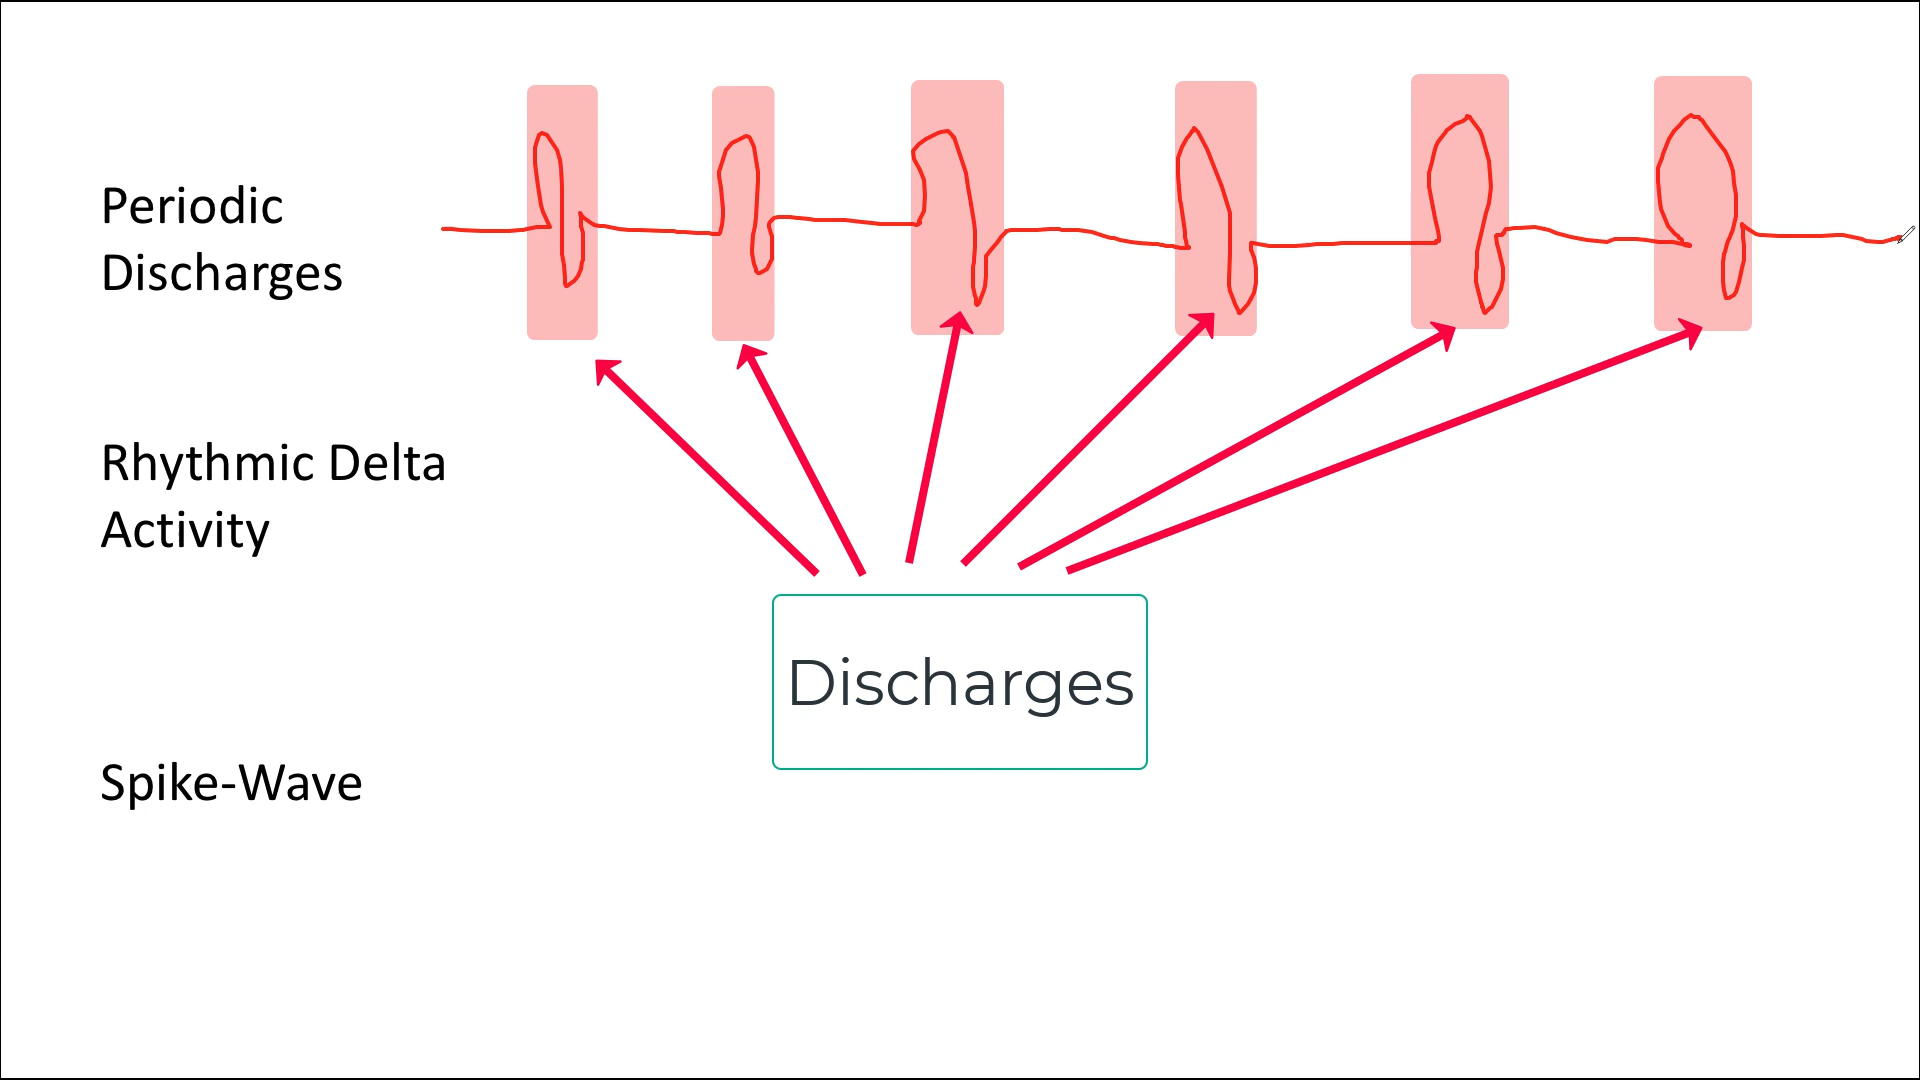 Periodic
Discharges
Rhythmic Delta
Activity
Discharges
Spike-Wave